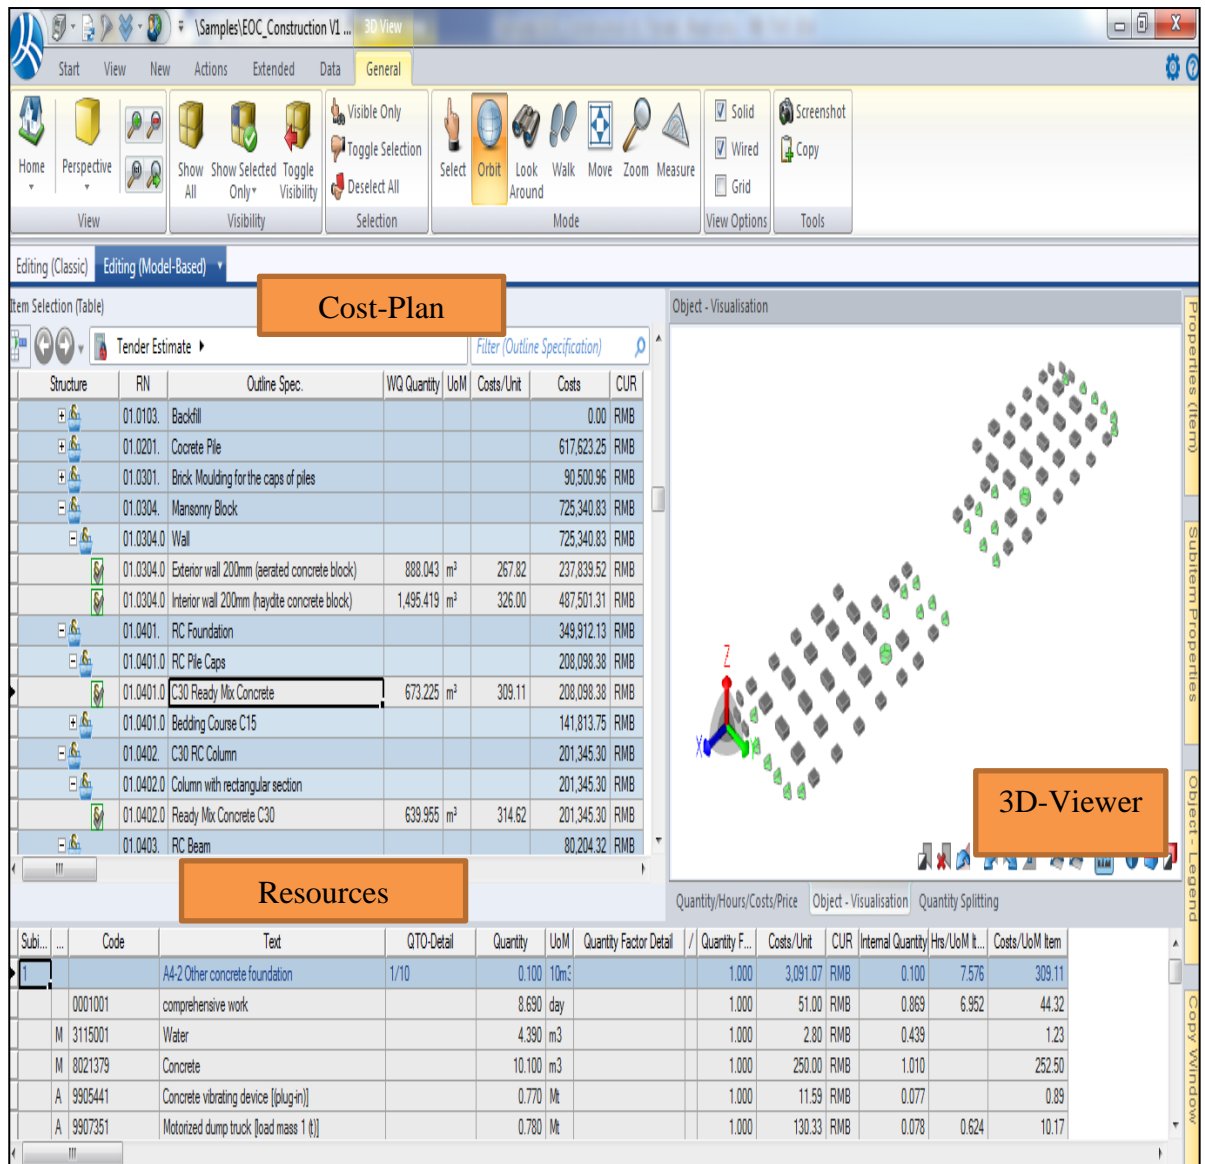 \Samples\EOC_Construction V1 ... 3D View
Start View New Actions Extended Data General
Home Perspective
Show All Show Selected Only Toggle Visibility
Visible Only
Toggle Selection
Deselect All
Select Orbit Look Around Walk Move Zoom Measure
Solid
Wired
Grid
Screenshot
Copy
View Visibility Selection Mode View Options Tools
Editing (Classic) Editing (Model-Based)
Cost-Plan
Item Selection (Table)
Object - Visualisation
Tender Estimate
Filter (Outline Specification)
Structure RN Outline Spec. WQ Quantity UoM Costs/Unit Costs CUR
01.0103. Backfill 0.00 RMB
01.0201. Cocrete Pile 617,623.25 RMB
01.0301. Brick Moulding for the caps of piles 90,500.96 RMB
01.0304. Mansonry Block 725,340.83 RMB
01.0304.0 Wall 725,340.83 RMB
01.0304.0 Exterior wall 200mm (aerated concrete block) 888.043 m³ 267.82 237,839.52 RMB
01.0304.0 Interior wall 200mm (haydite concrete block) 1,495.419 m³ 326.00 487,501.31 RMB
01.0401. RC Foundation 349,912.13 RMB
01.0401.0 RC Pile Caps 208,098.38 RMB
01.0401.0 C30 Ready Mix Concrete 673.225 m³ 309.11 208,098.38 RMB
01.0401.0 Bedding Course C15 141,813.75 RMB
01.0402. C30 RC Column 201,345.30 RMB
01.0402.0 Column with rectangular section 201,345.30 RMB
01.0402.0 Ready Mix Concrete C30 639.955 m³ 314.62 201,345.30 RMB
01.0403. RC Beam 80,204.32 RMB
Z
X
3D-Viewer
Properties (Item)
Subitem Properties
Object - Legend
Copy Window
Resources
Quantity/Hours/Costs/Price Object - Visualisation Quantity Splitting
Subi... ... Code Text QTO-Detail Quantity UoM Quantity Factor Detail / Quantity F... Costs/Unit CUR Internal Quantity Hrs/UoM It... Costs/UoM Item
1 A4-2 Other concrete foundation 1/10 0.100 10m3 1.000 3,091.07 RMB 0.100 7.576 309.11
0001001 comprehensive work 8.690 day 1.000 51.00 RMB 0.869 6.952 44.32
M 3115001 Water 4.390 m3 1.000 2.80 RMB 0.439 1.23
M 8021379 Concrete 10.100 m3 1.000 250.00 RMB 1.010 252.50
A 9905441 Concrete vibrating device [(plug-in)] 0.770 Mt 1.000 11.59 RMB 0.077 0.89
A 9907351 Motorized dump truck [load mass 1 (t)] 0.780 Mt 1.000 130.33 RMB 0.078 0.624 10.17